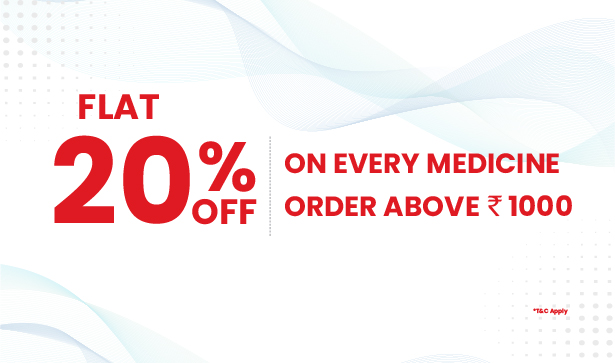 FLAT
20% OFF
ON EVERY MEDICINE
ORDER ABOVE ₹ 1000
*T&C Apply